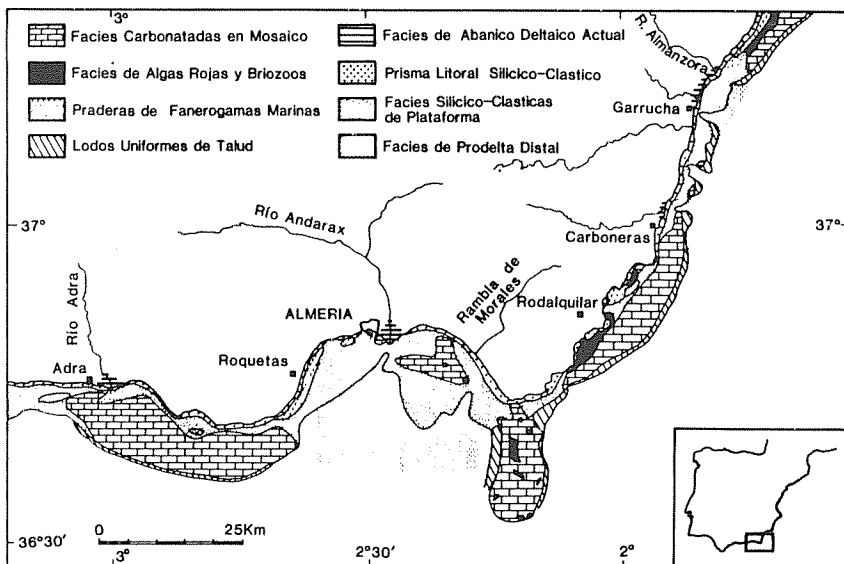 3°
2°
Facies Carbonatadas en Mosaico
Facies de Algas Rojas y Briozoos
Praderas de Fanerogamas Marinas
Lodos Uniformes de Talud
Facies de Abanico Deltaico Actual
Prisma Litoral Silicico-Clastico
Facies Silicico-Clasticas
de Plataforma
Facies de Prodelta Distal
R. Almanzora
Garrucha
37°
37°
Río Andarax
Carboneras
Rambla de
Morales
Rodalquilar
ALMERIA
Río Adra
Adra
Roquetas
0
25Km
36°30'
3°
2°30'
2°